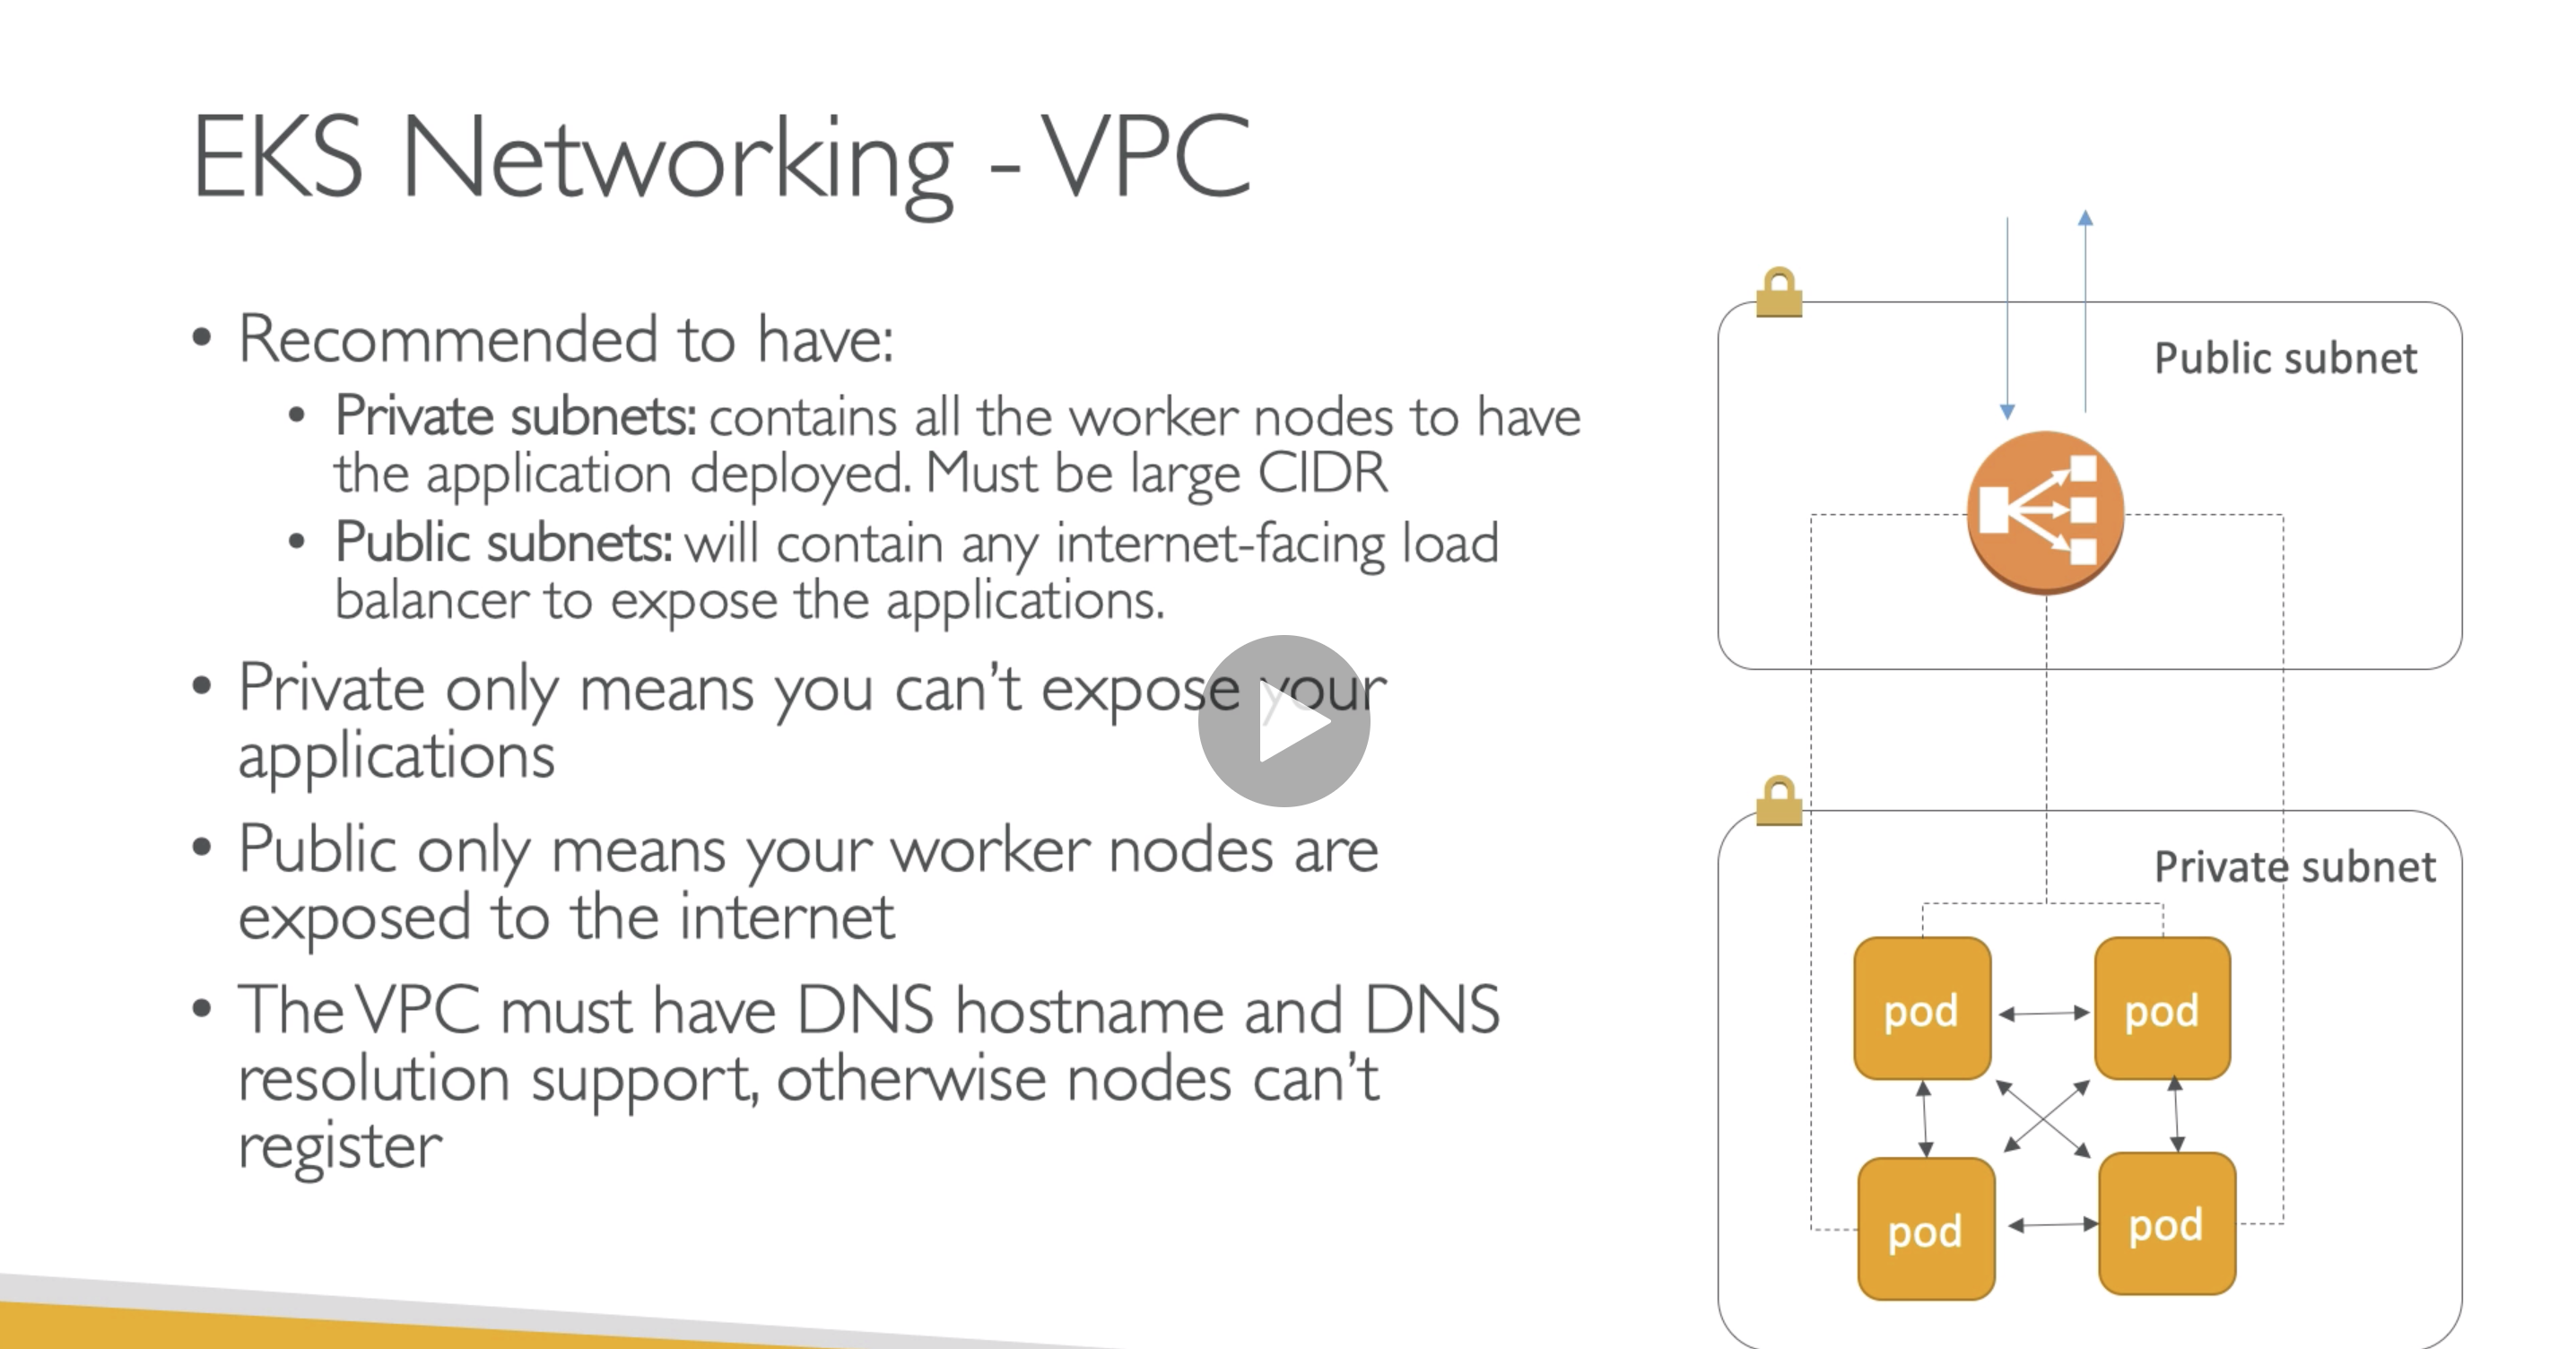 EKS Networking - VPC
• Recommended to have:
• Private subnets: contains all the worker nodes to have
the application deployed. Must be large CIDR
• Public subnets: will contain any internet-facing load
balancer to expose the applications.
• Private only means you can't expose your
applications
• Public only means your worker nodes are
exposed to the internet
• The VPC must have DNS hostname and DNS
resolution support, otherwise nodes can't
register
Public subnet
Private subnet
pod
pod
pod
pod